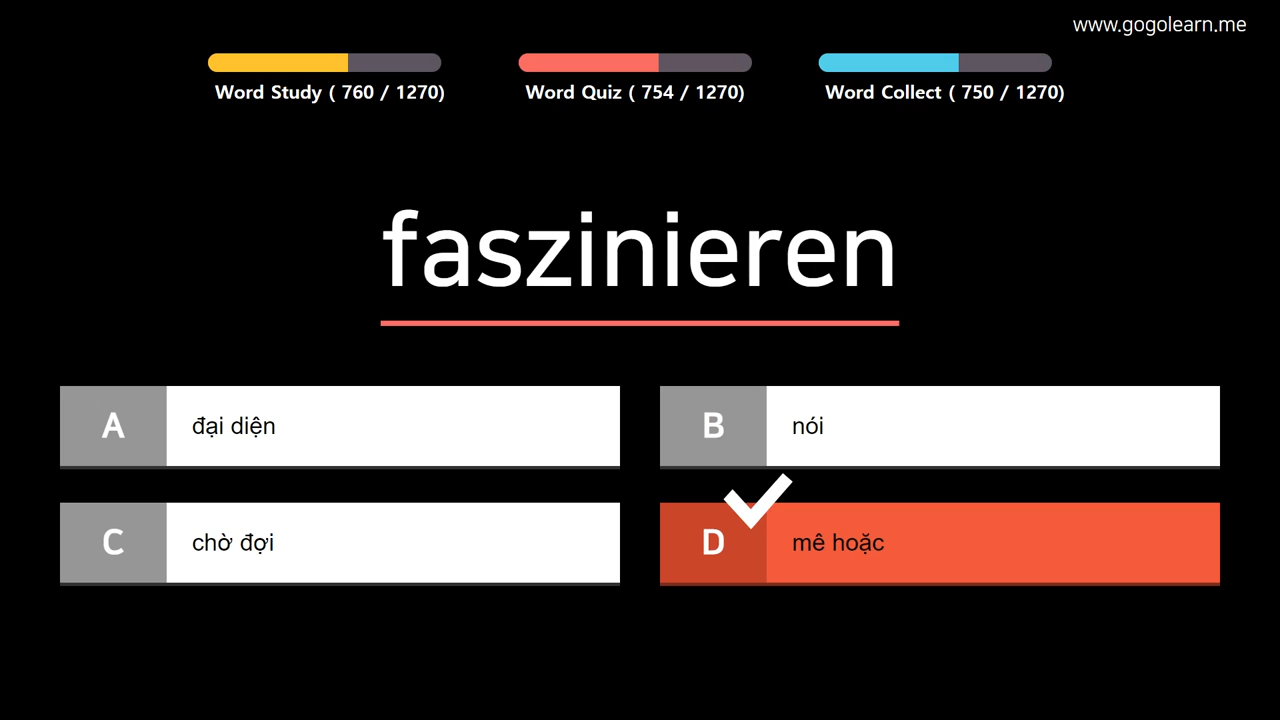 www.gogolearn.me
Word Study ( 760 / 1270)
Word Quiz ( 754 / 1270)
Word Collect ( 750 / 1270)
faszinieren
A đại diện
B nói
C chờ đợi
D mê hoặc